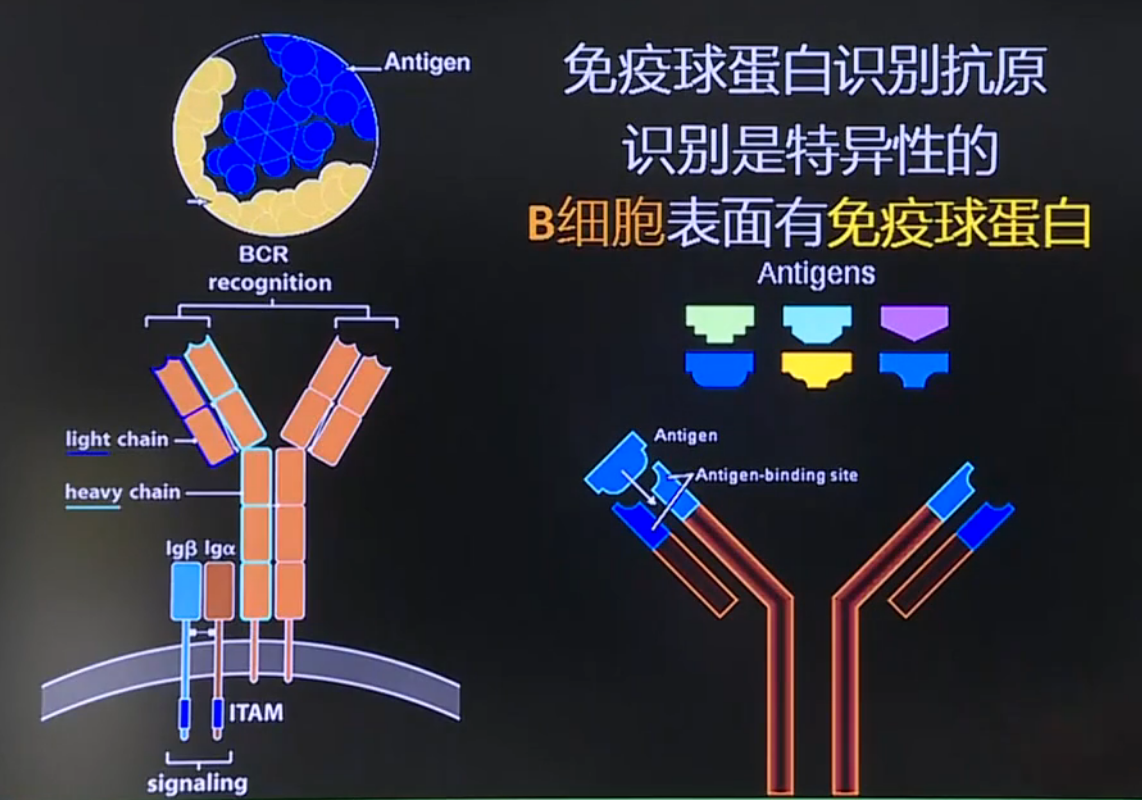 Antigen
BCR
recognition
light chain
heavy chain
Igβ Igα
ITAM
signaling
免疫球蛋白识别抗原
识别是特异性的
B细胞表面有免疫球蛋白
Antigens
Antigen
Antigen-binding site